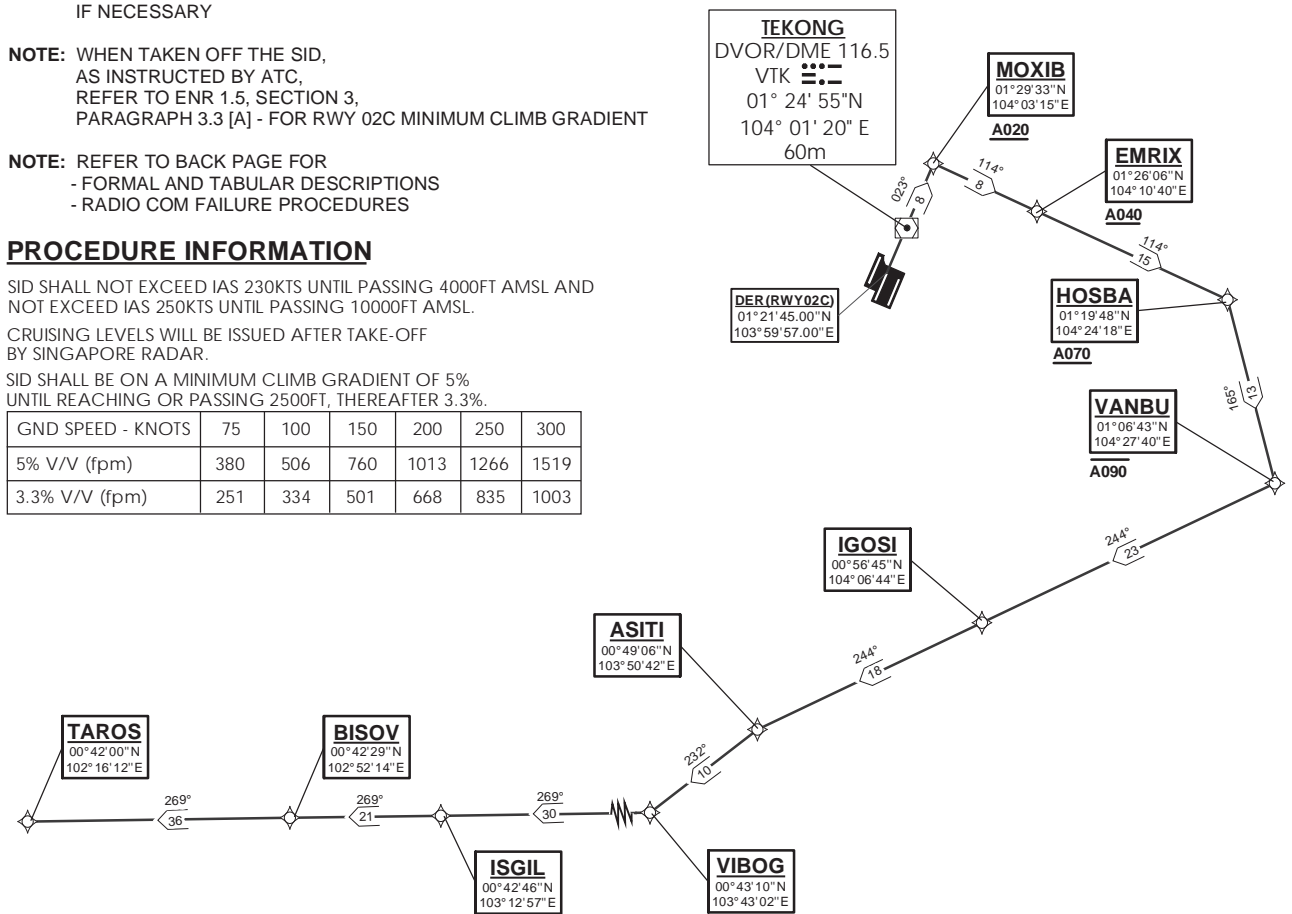 IF NECESSARY
NOTE: WHEN TAKEN OFF THE SID,
AS INSTRUCTED BY ATC,
REFER TO ENR 1.5, SECTION 3,
PARAGRAPH 3.3 [A] - FOR RWY 02C MINIMUM CLIMB GRADIENT
NOTE: REFER TO BACK PAGE FOR
- FORMAL AND TABULAR DESCRIPTIONS
- RADIO COM FAILURE PROCEDURES
PROCEDURE INFORMATION
SID SHALL NOT EXCEED IAS 230KTS UNTIL PASSING 4000FT AMSL AND
NOT EXCEED IAS 250KTS UNTIL PASSING 10000FT AMSL.
CRUISING LEVELS WILL BE ISSUED AFTER TAKE-OFF
BY SINGAPORE RADAR.
SID SHALL BE ON A MINIMUM CLIMB GRADIENT OF 5%
UNTIL REACHING OR PASSING 2500FT, THEREAFTER 3.3%.
GND SPEED - KNOTS 75 100 150 200 250 300
5% V/V (fpm) 380 506 760 1013 1266 1519
3.3% V/V (fpm) 251 334 501 668 835 1003
TEKONG
DVOR/DME 116.5
VTK
01° 24' 55"N
104° 01' 20" E
60m
MOXIB
01°29'33"N
104°03'15"E
A020
023°
8
114°
8
EMRIX
01°26'06"N
104°10'40"E
A040
114°
15
DER(RWY02C)
01°21'45.00"N
103°59'57.00"E
HOSBA
01°19'48"N
104°24'18"E
A070
165°
13
VANBU
01°06'43"N
104°27'40"E
A090
244°
23
IGOSI
00°56'45"N
104°06'44"E
244°
18
ASITI
00°49'06"N
103°50'42"E
232°
10
TAROS
00°42'00"N
102°16'12"E
BISOV
00°42'29"N
102°52'14"E
269°
36
269°
21
269°
30
ISGIL
00°42'46"N
103°12'57"E
VIBOG
00°43'10"N
103°43'02"E